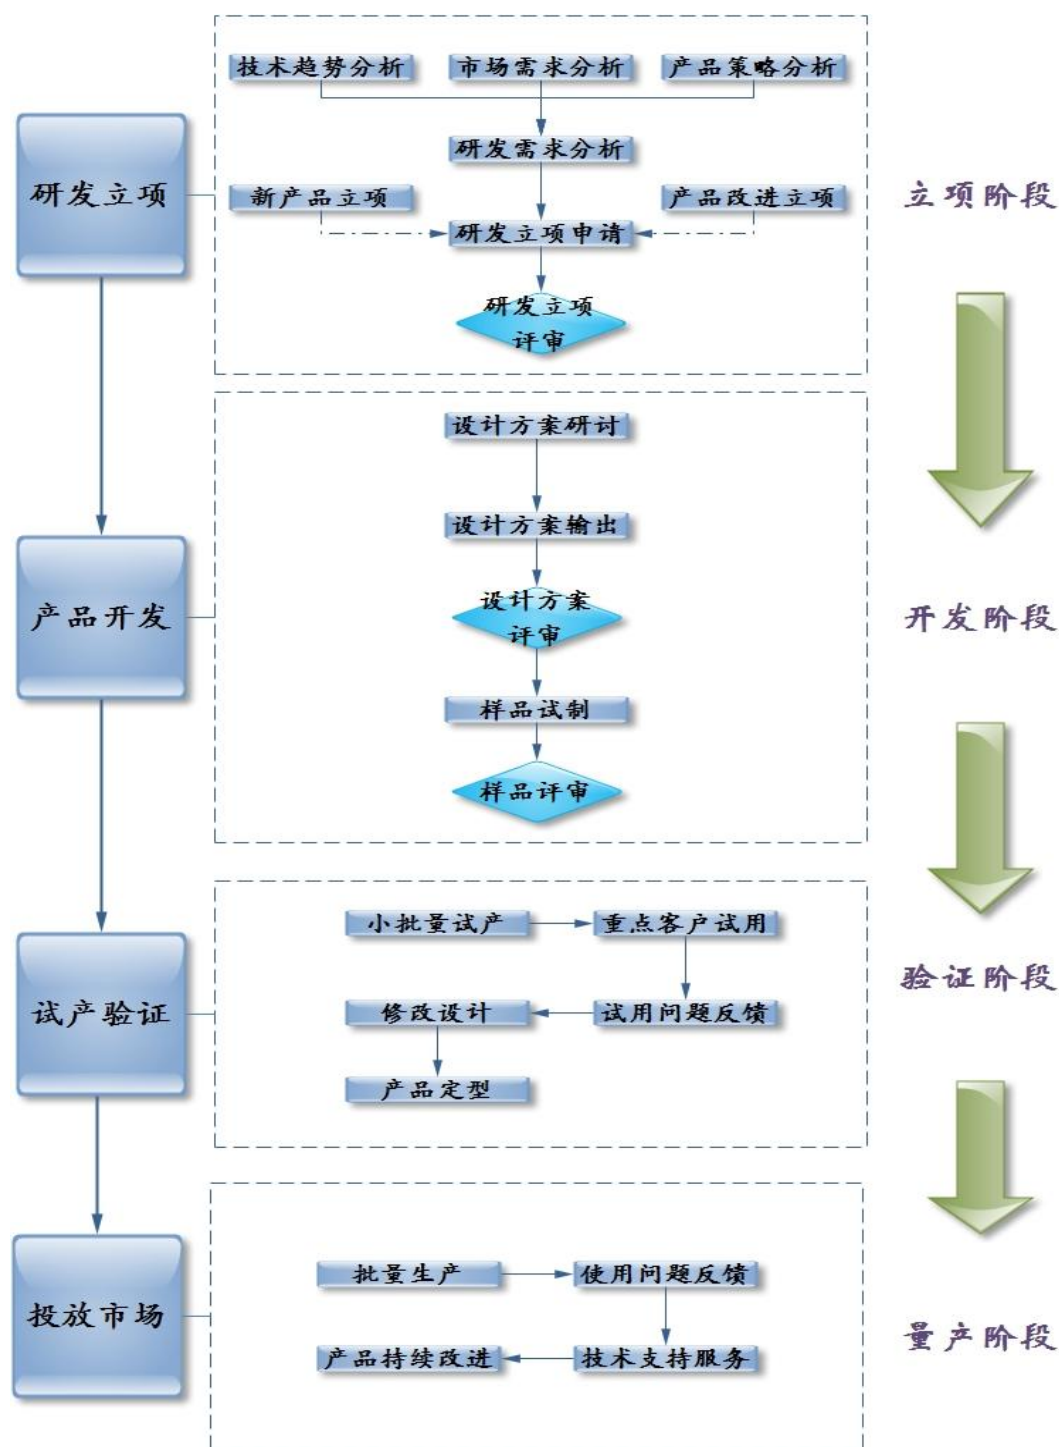 技术趋势分析
市场需求分析
产品策略分析
研发需求分析
研发立项
新产品立项
产品改进立项
立项阶段
研发立项申请
研发立项
评审
设计方案研讨
设计方案输出
产品开发
设计方案
评审
开发阶段
样品试制
样品评审
小批量试产
重点客户试用
验证阶段
试产验证
修改设计
试用问题反馈
产品定型
批量生产
使用问题反馈
投放市场
量产阶段
产品持续改进
技术支持服务